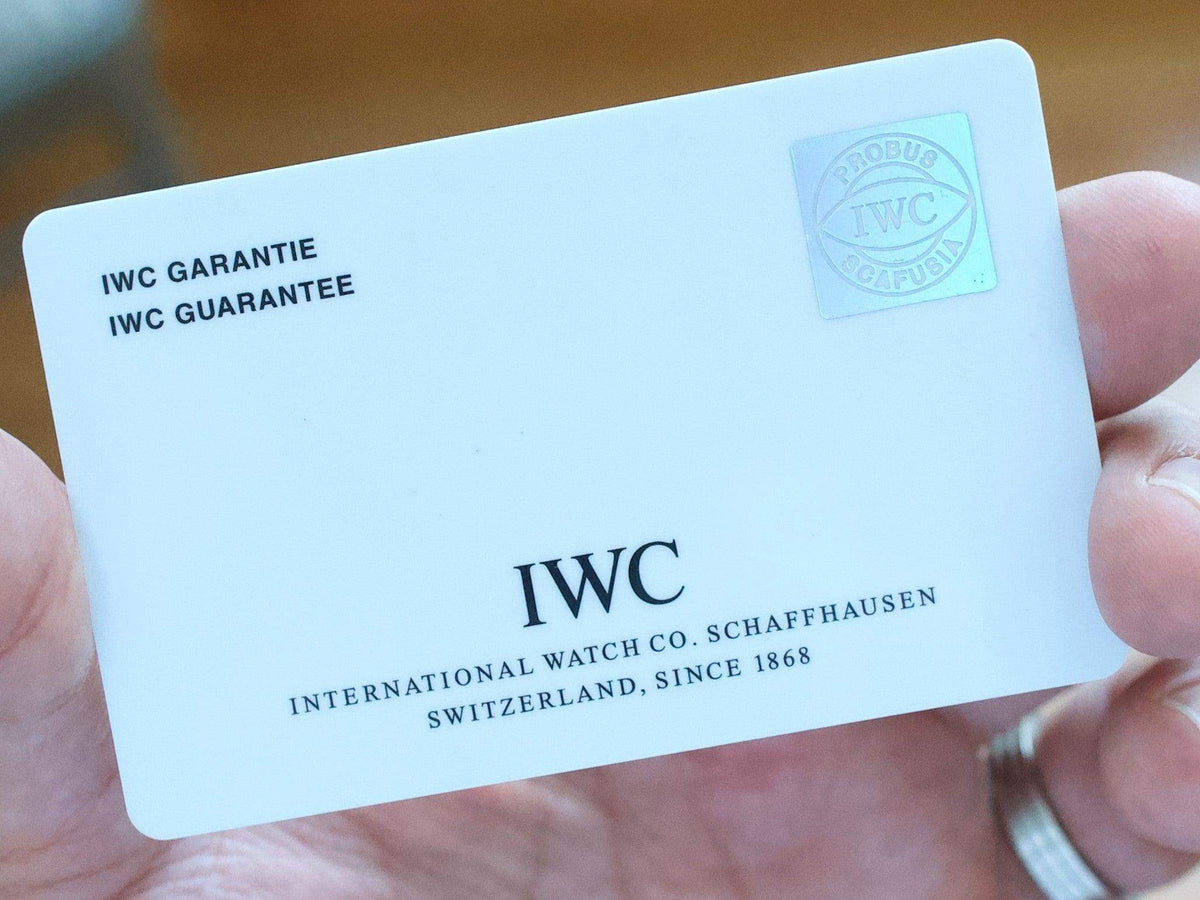 IWC GARANTIE
IWC GUARANTEE
PROBUS
IWC
SCAFUSIA
IWC
INTERNATIONAL WATCH CO. SCHAFFHAUSEN
SWITZERLAND, SINCE 1868